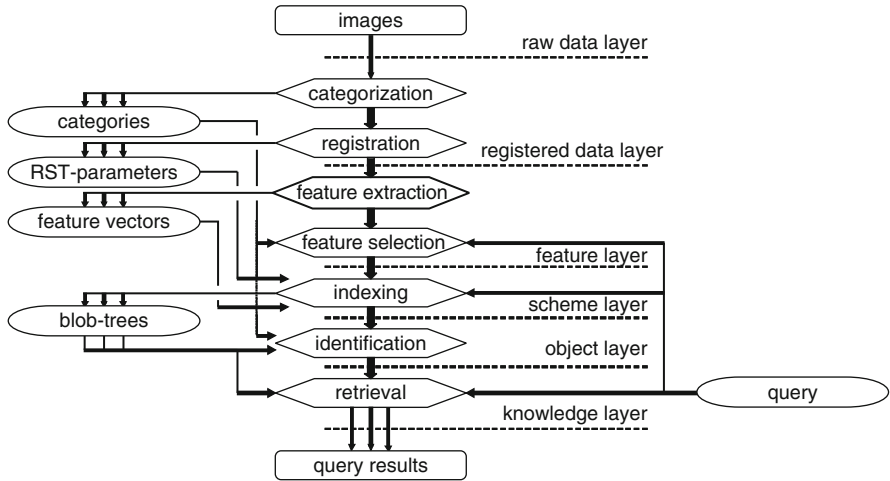 images
raw data layer
categorization
categories
registration
registered data layer
RST-parameters
feature extraction
feature vectors
feature selection
feature layer
indexing
scheme layer
blob-trees
identification
object layer
retrieval
query
knowledge layer
query results